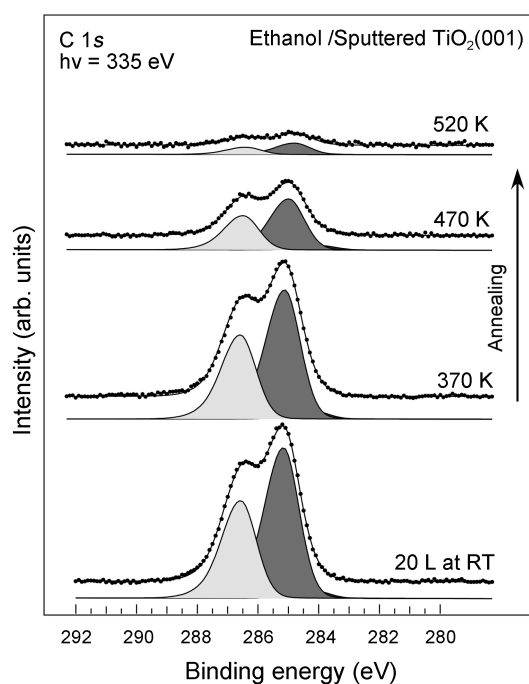 C 1s
Ethanol /Sputtered TiO₂(001)
hν = 335 eV
520 K
470 K
370 K
20 L at RT
Annealing
Intensity (arb. units)
292 290 288 286 284 282 280
Binding energy (eV)